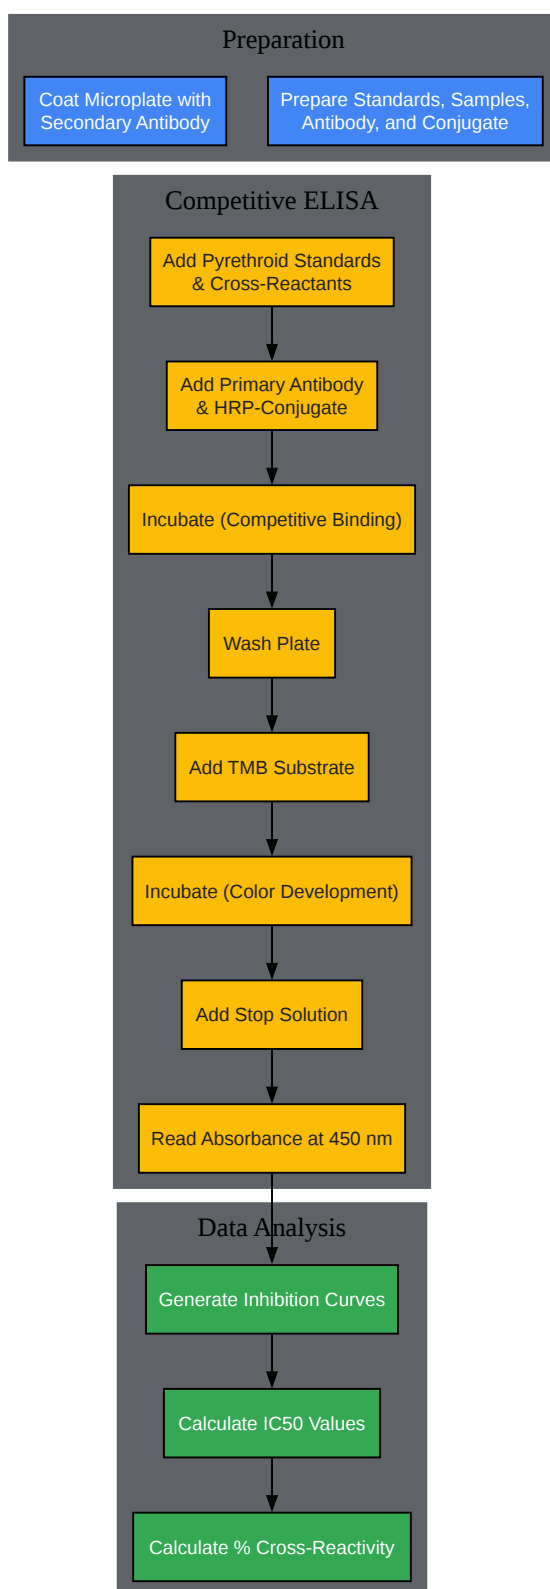 Preparation
Coat Microplate with
Secondary Antibody
Prepare Standards, Samples,
Antibody, and Conjugate
Competitive ELISA
Add Pyrethroid Standards
& Cross-Reactants
Add Primary Antibody
& HRP-Conjugate
Incubate (Competitive Binding)
Wash Plate
Add TMB Substrate
Incubate (Color Development)
Add Stop Solution
Read Absorbance at 450 nm
Data Analysis
Generate Inhibition Curves
Calculate IC50 Values
Calculate % Cross-Reactivity